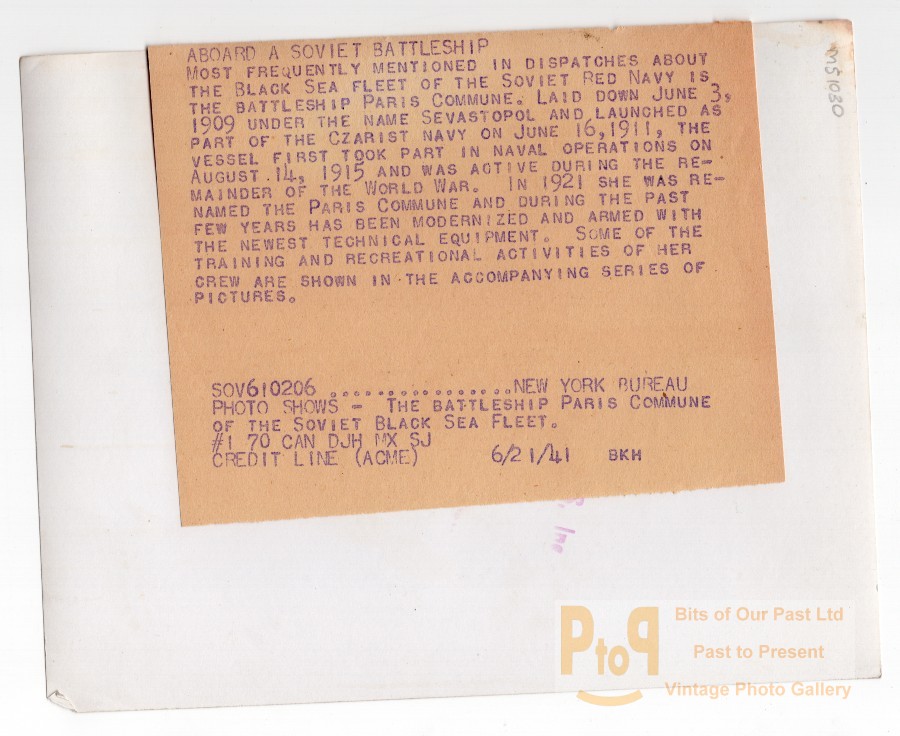 ABOARD A SOVIET BATTLESHIP
MOST FREQUENTLY MENTIONED IN DISPATCHES ABOUT
THE BLACK SEA FLEET OF THE SOVIET RED NAVY IS
THE BATTLESHIP PARIS COMMUNE. LAID DOWN JUNE 3,
1909 UNDER THE NAME SEVASTOPOL AND LAUNCHED AS
PART OF THE CZARIST NAVY ON JUNE 16, 1911, THE
VESSEL FIRST TOOK PART IN NAVAL OPERATIONS ON
AUGUST 14, 1915 AND WAS ACTIVE DURING THE RE-
MAINDER OF THE WORLD WAR. IN 1921 SHE WAS RE-
NAMED THE PARIS COMMUNE AND DURING THE PAST
FEW YEARS HAS BEEN MODERNIZED AND ARMED WITH
THE NEWEST TECHNICAL EQUIPMENT. SOME OF THE
TRAINING AND RECREATIONAL ACTIVITIES OF HER
CREW ARE SHOWN IN THE ACCOMPANYING SERIES OF
PICTURES.
SOV610206 .................NEW YORK BUREAU
PHOTO SHOWS - THE BATTLESHIP PARIS COMMUNE
OF THE SOVIET BLACK SEA FLEET.
#1 70 CAN DJH MX SJ
CREDIT LINE (ACME) 6/21/41 BKH
Inc
PtoP
Bits of Our Past Ltd
Past to Present
Vintage Photo Gallery